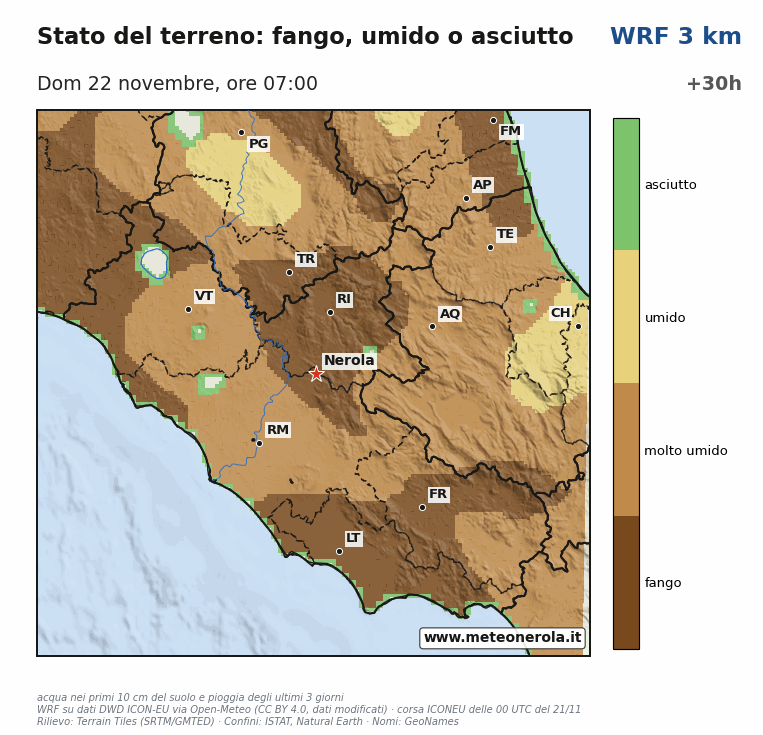 Stato del terreno: fango, umido o asciutto
WRF 3 km
Dom 22 novembre, ore 07:00
+30h
PG
FM
AP
TE
TR
VT
RI
AQ
CH
Nerola
RM
FR
LT
www.meteonerola.it
asciutto
umido
molto umido
fango
acqua nei primi 10 cm del suolo e pioggia degli ultimi 3 giorni
WRF su dati DWD ICON-EU via Open-Meteo (CC BY 4.0, dati modificati) · corsa ICONEU delle 00 UTC del 21/11
Rilievo: Terrain Tiles (SRTM/GMTED) · Confini: ISTAT, Natural Earth · Nomi: GeoNames